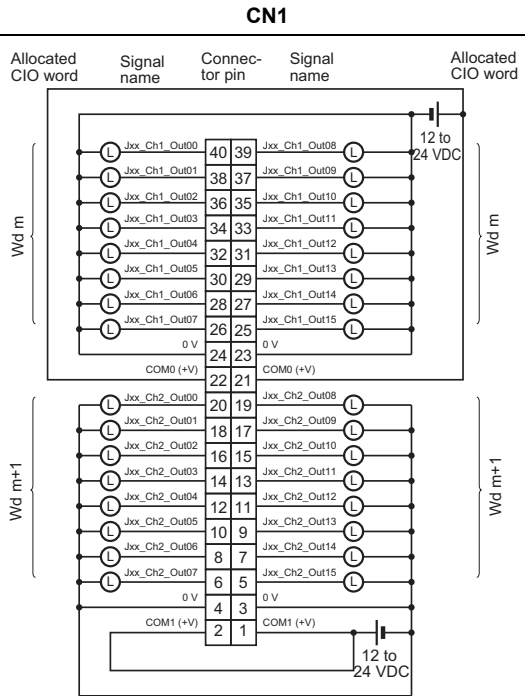 CN1
Allocated CIO word Signal name Connec-tor pin Signal name Allocated CIO word
12 to 24 VDC
Wd m
Wd m
Jxx_Ch1_Out00 40 39 Jxx_Ch1_Out08
L L
Jxx_Ch1_Out01 38 37 Jxx_Ch1_Out09
L L
Jxx_Ch1_Out02 36 35 Jxx_Ch1_Out10
L L
Jxx_Ch1_Out03 34 33 Jxx_Ch1_Out11
L L
Jxx_Ch1_Out04 32 31 Jxx_Ch1_Out12
L L
Jxx_Ch1_Out05 30 29 Jxx_Ch1_Out13
L L
Jxx_Ch1_Out06 28 27 Jxx_Ch1_Out14
L L
Jxx_Ch1_Out07 26 25 Jxx_Ch1_Out15
L L
0 V 24 23 0 V
COM0 (+V) 22 21 COM0 (+V)
Wd m+1
Wd m+1
Jxx_Ch2_Out00 20 19 Jxx_Ch2_Out08
L L
Jxx_Ch2_Out01 18 17 Jxx_Ch2_Out09
L L
Jxx_Ch2_Out02 16 15 Jxx_Ch2_Out10
L L
Jxx_Ch2_Out03 14 13 Jxx_Ch2_Out11
L L
Jxx_Ch2_Out04 12 11 Jxx_Ch2_Out12
L L
Jxx_Ch2_Out05 10 9 Jxx_Ch2_Out13
L L
Jxx_Ch2_Out06 8 7 Jxx_Ch2_Out14
L L
Jxx_Ch2_Out07 6 5 Jxx_Ch2_Out15
L L
0 V 4 3 0 V
COM1 (+V) 2 1 COM1 (+V)
12 to
24 VDC